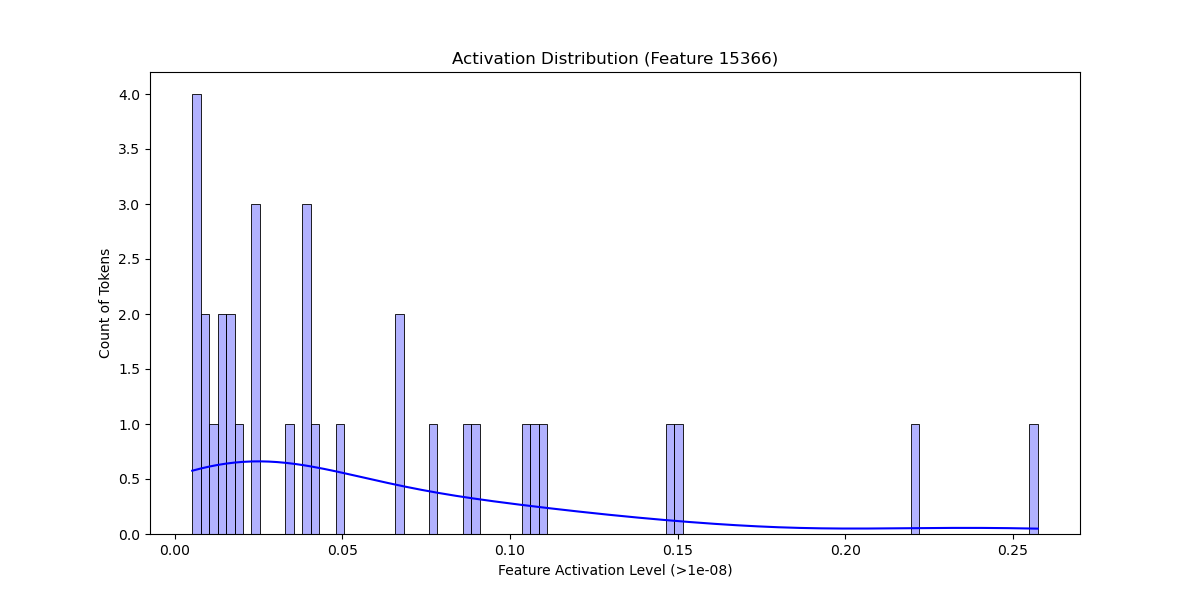 Activation Distribution (Feature 15366)
4.0
3.5
3.0
2.5
2.0
1.5
1.0
0.5
0.0
Count of Tokens
0.00 0.05 0.10 0.15 0.20 0.25
Feature Activation Level (>1e-08)